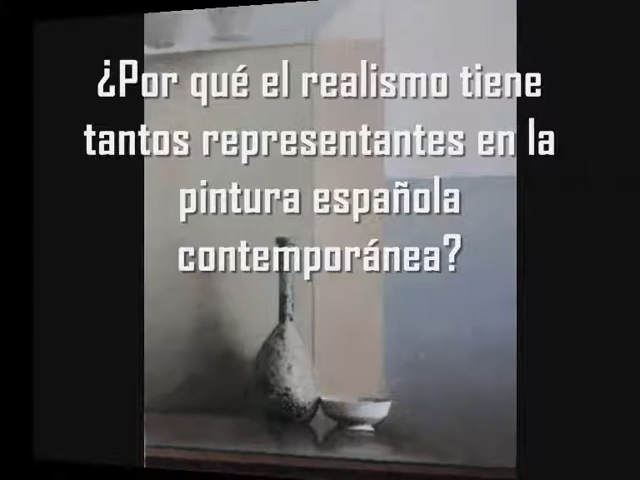 ¿Por qué el realismo tiene
tantos representantes en la
pintura española
contemporánea?